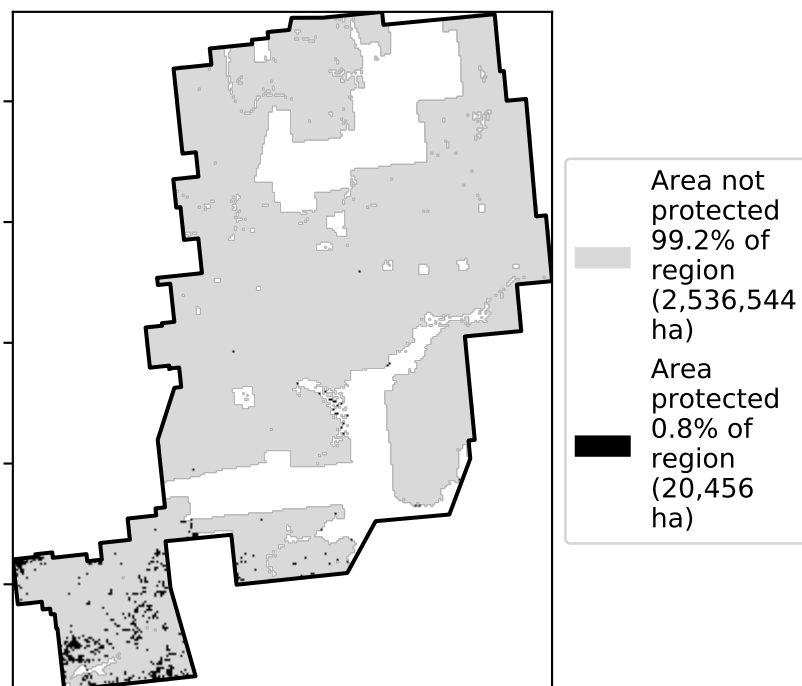 Area not
protected
99.2% of
region
(2,536,544
ha)
Area
protected
0.8% of
region
(20,456
ha)